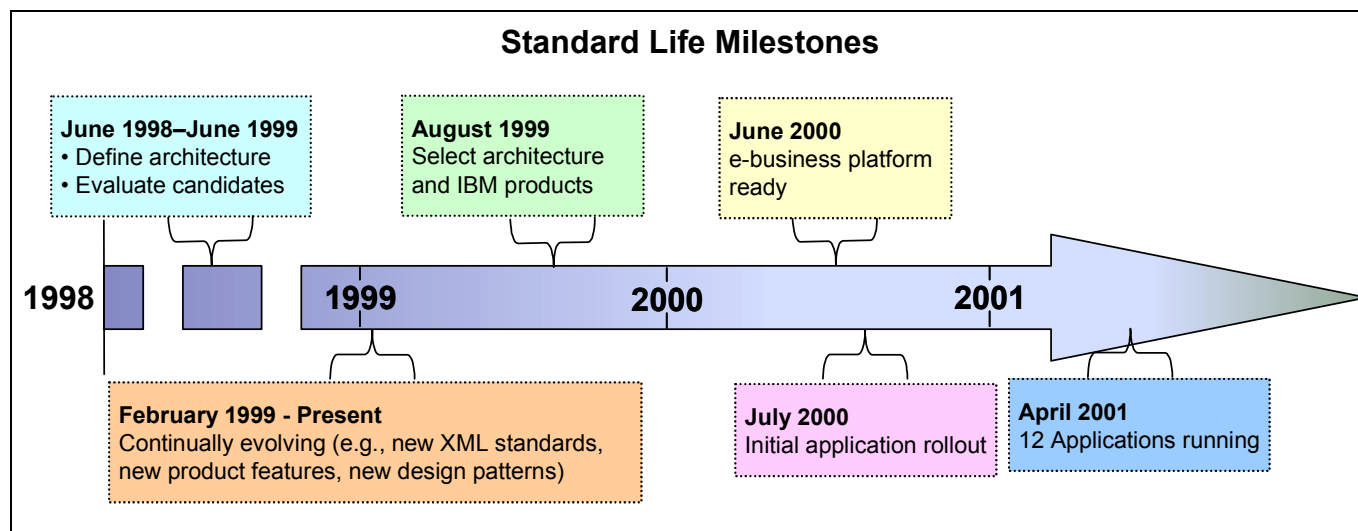 Standard Life Milestones
June 1998–June 1999
• Define architecture
• Evaluate candidates
August 1999
Select architecture
and IBM products
June 2000
e-business platform
ready
1998
1999
2000
2001
February 1999 - Present
Continually evolving (e.g., new XML standards,
new product features, new design patterns)
July 2000
Initial application rollout
April 2001
12 Applications running